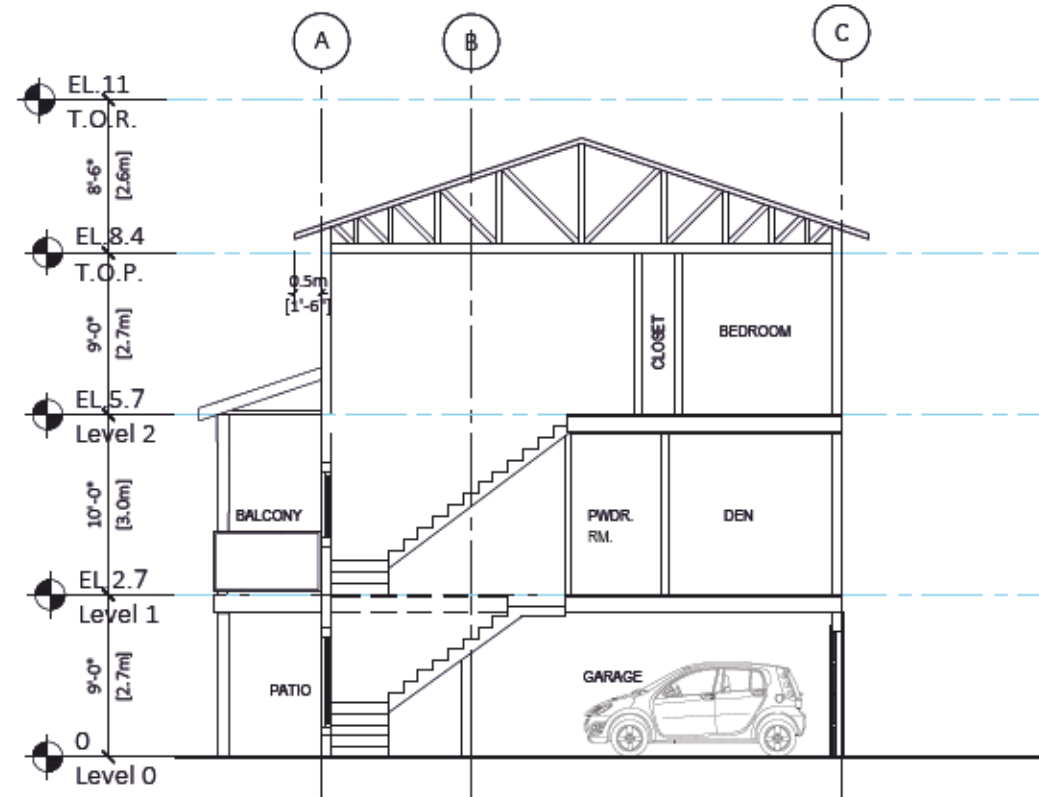 A
B
C
EL.11
T.O.R.
8'-6"
[2.6m]
EL.8.4
T.O.P.
0.5m
[1'-6"]
9'-0"
[2.7m]
CLOSET
BEDROOM
EL.5.7
Level 2
10'-0"
[3.0m]
BALCONY
PWDR.
RM.
DEN
EL.2.7
Level 1
9'-0"
[2.7m]
PATIO
GARAGE
0
Level 0